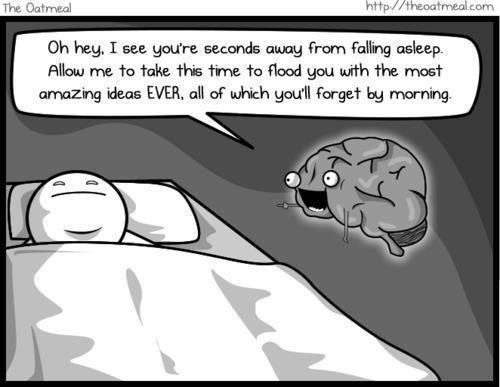 The Oatmeal
http://theoatmeal.com
Oh hey, I see you're seconds away from falling asleep.
Allow me to take this time to flood you with the most
amazing ideas EVER, all of which you'll forget by morning.